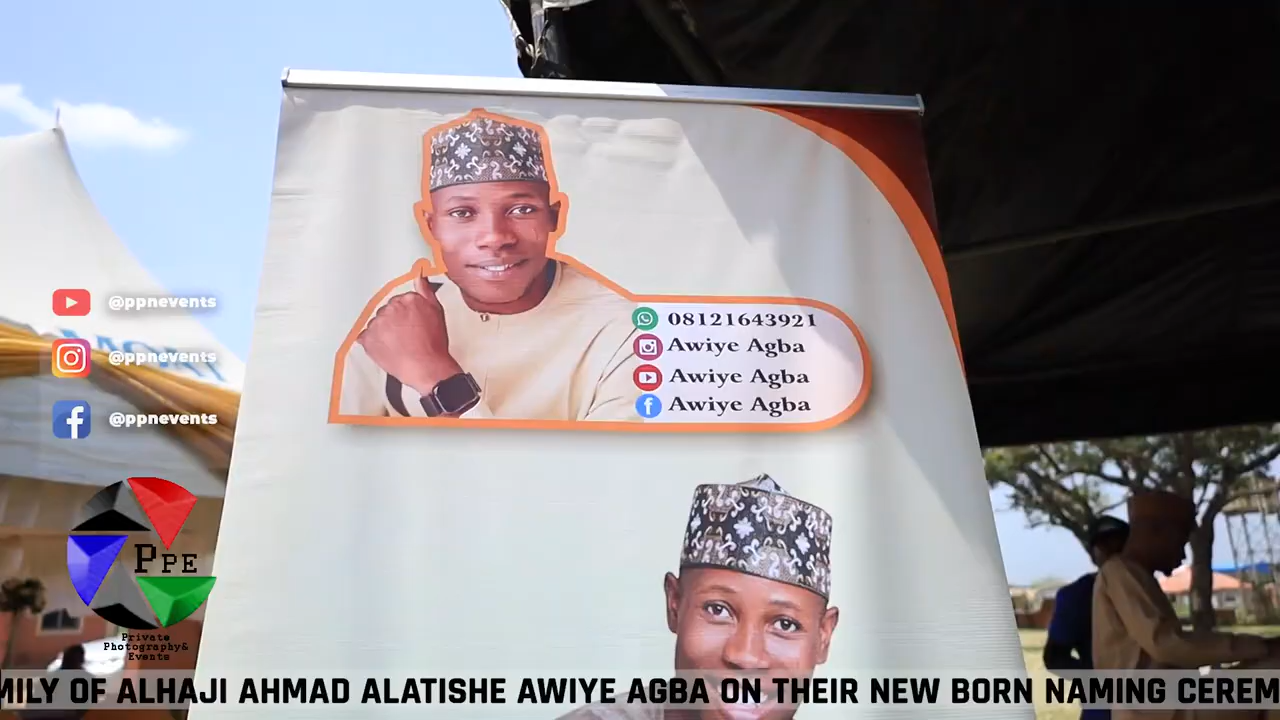 08121643921
Awiye Agba
Awiye Agba
Awiye Agba
@ppnevents
@ppnevents
@ppnevents
PPE
Private
Photography&
Events
MILY OF ALHAJI AHMAD ALATISHE AWIYE AGBA ON THEIR NEW BORN NAMING CEREM